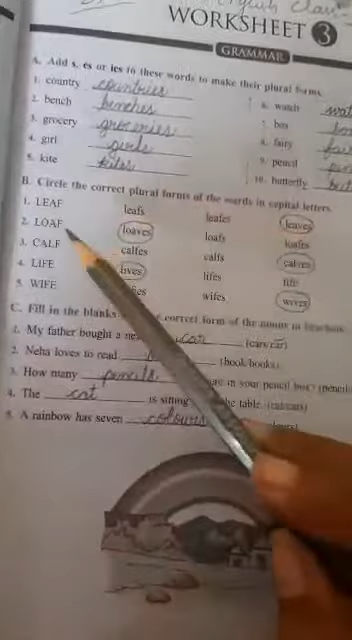 English Clas
WORKSHEET 3
GRAMMAR
A. Add s, es or ies to these words to make their plural forms.
1. country countries
2. bench benches
3. grocery groceries
4. girl girls
5. kite kites
6. watch
7. box
8. fairy
9. pencil
10. butterfly
B. Circle the correct plural forms of the words in capital letters.
1. LEAF leafs leafes leaves
2. LOAF loaves loafs loafes
3. CALF calfes calfs calves
4. LIFE lives lifes life
5. WIFE wifes wives
C. Fill in the blanks correct form of the nouns in brackets.
1. My father bought a new car (cars/car)
2. Neha loves to read (book/books)
3. How many pencils are in your pencil box? (pencil
4. The cat is sitting the table. (cat/cats)
5. A rainbow has seven colours